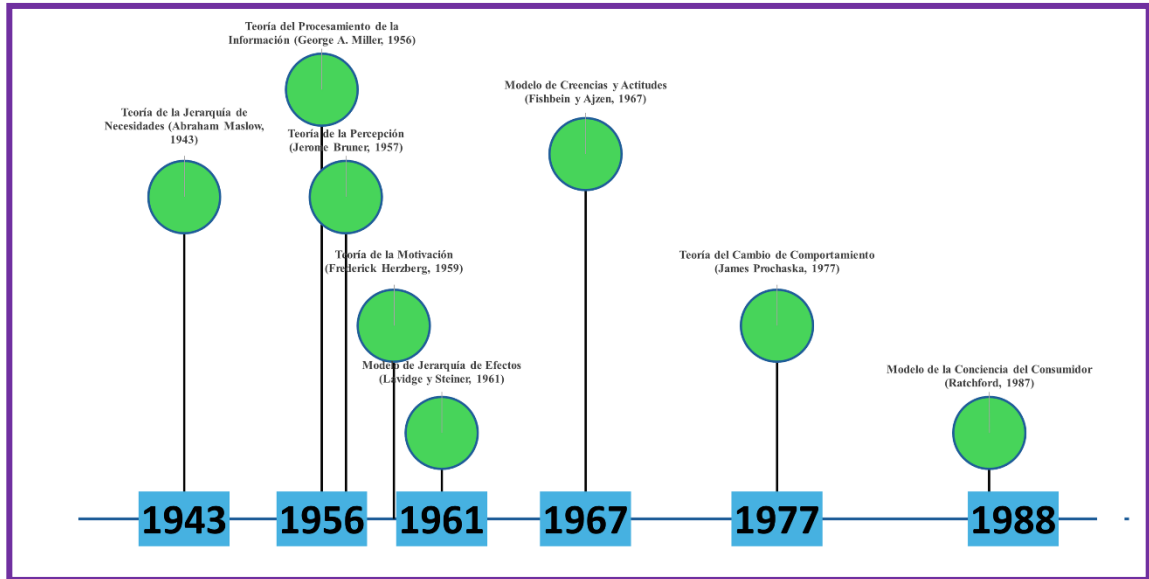 Teoría del Procesamiento de la
Información (George A. Miller, 1956)
Teoría de la Jerarquía de
Necesidades (Abraham Maslow,
1943)
Teoría de la Percepción
(Jerome Bruner, 1957)
Modelo de Creencias y Actitudes
(Fishbein y Ajzen, 1967)
Teoría de la Motivación
(Frederick Herzberg, 1959)
Teoría del Cambio de Comportamiento
(James Prochaska, 1977)
Modelo de Jerarquía de Efectos
(Lavidge y Steiner, 1961)
Modelo de la Conciencia del Consumidor
(Ratchford, 1987)
1943
1956
1961
1967
1977
1988